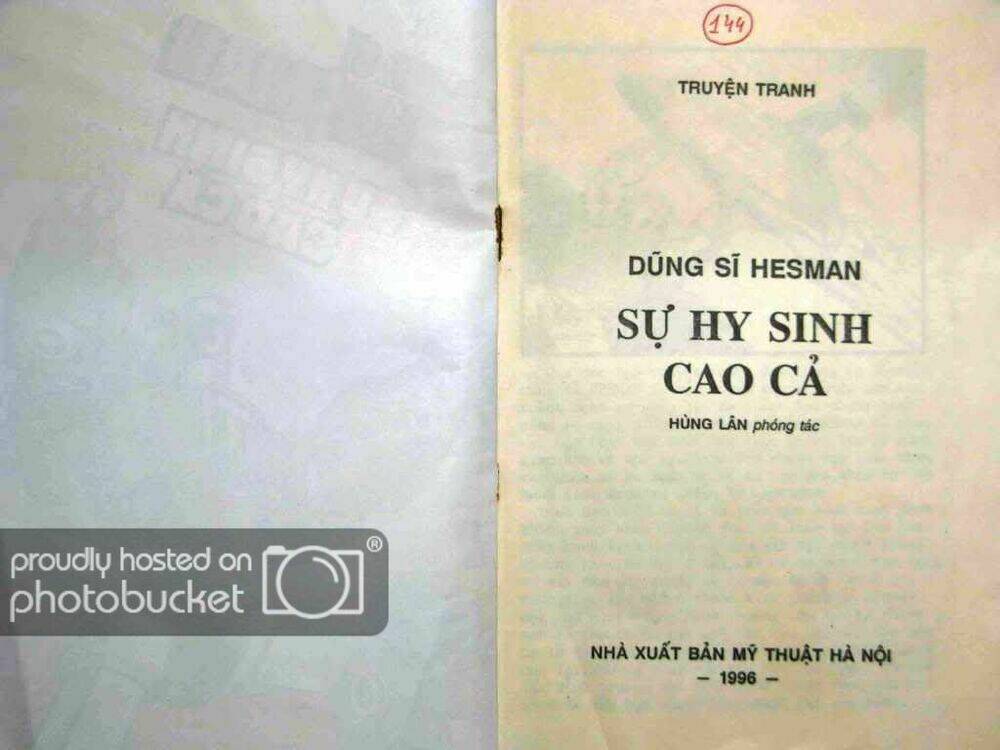 144
TRUYỆN TRANH
DŨNG SĨ HESMAN
SỰ HY SINH
CAO CẢ
HÙNG LÂN phóng tác
NHÀ XUẤT BẢN MỸ THUẬT HÀ NỘI
– 1996 –
proudly hosted on
photobucket ®